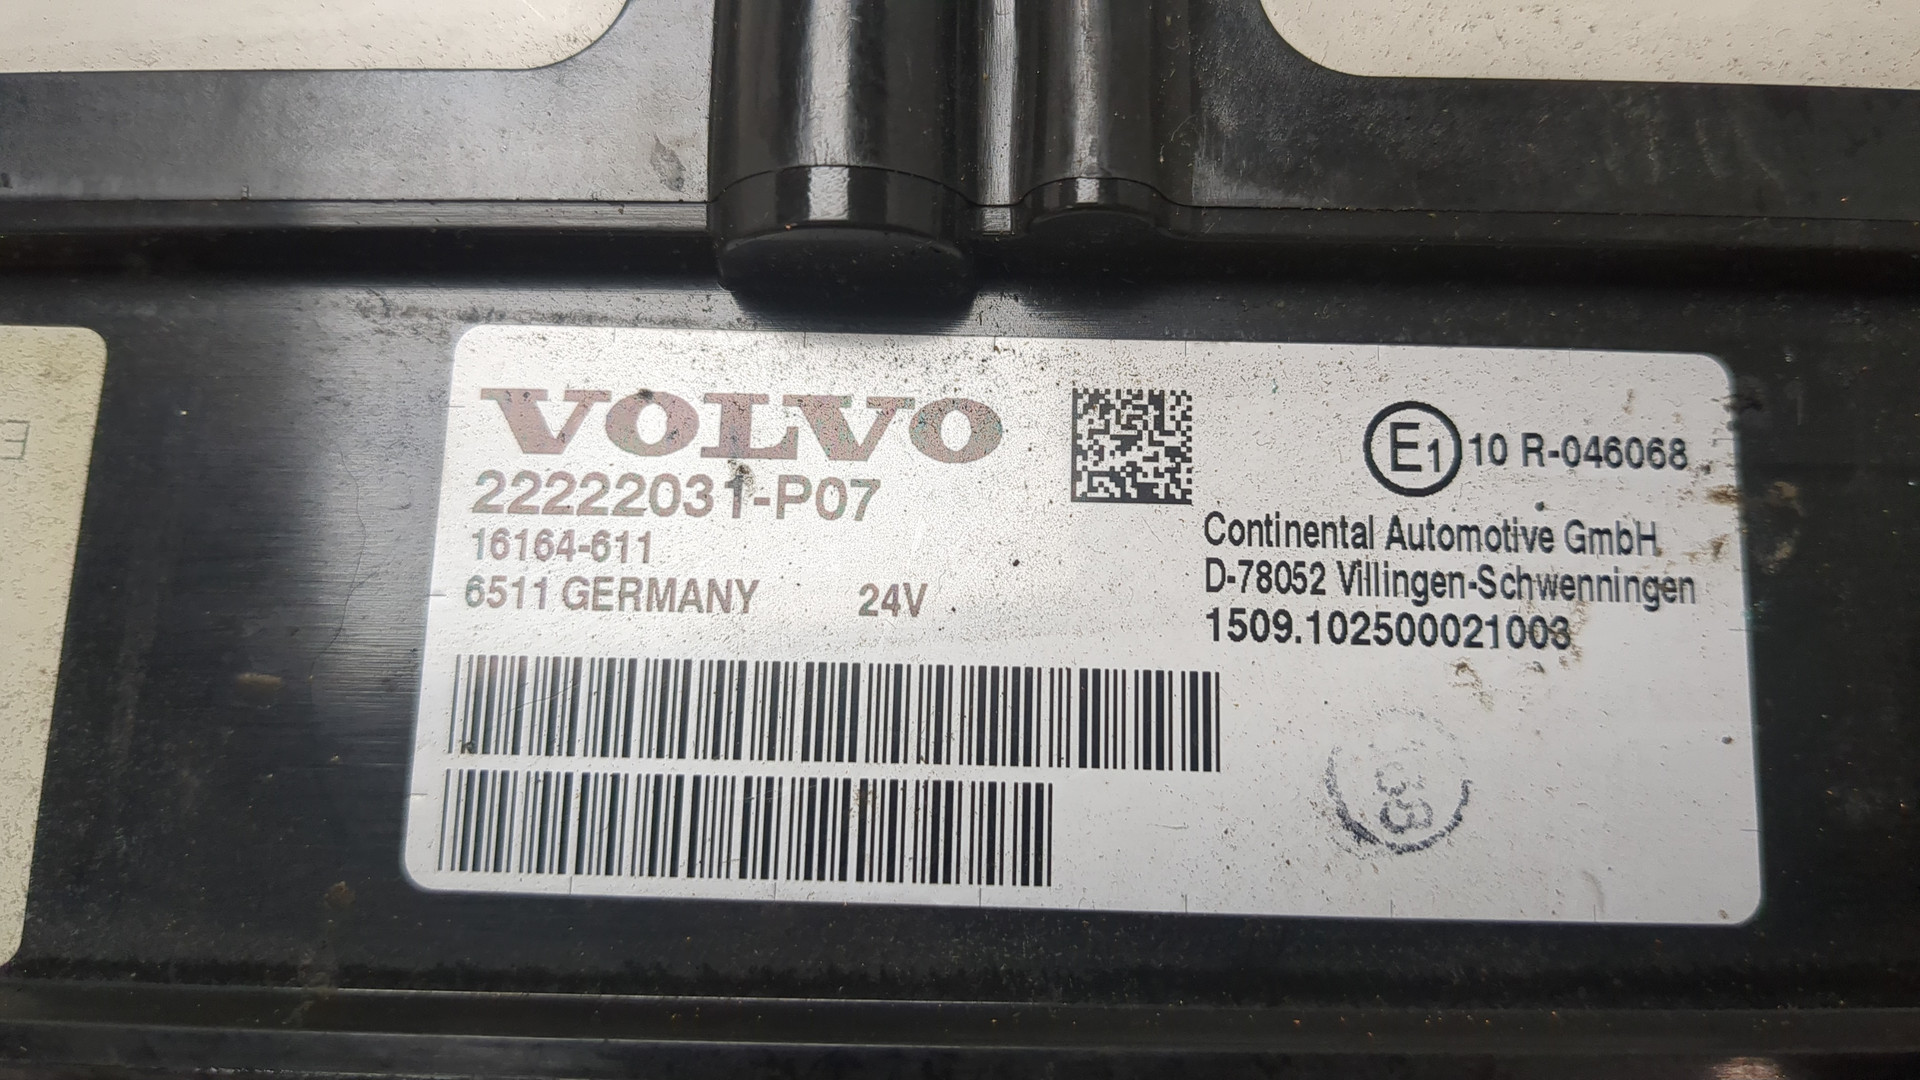 VOLVO
22222031-P07
16164-611
6511 GERMANY 24V
E1 10 R-046068
Continental Automotive GmbH
D-78052 Villingen-Schwenningen
1509.102500021003